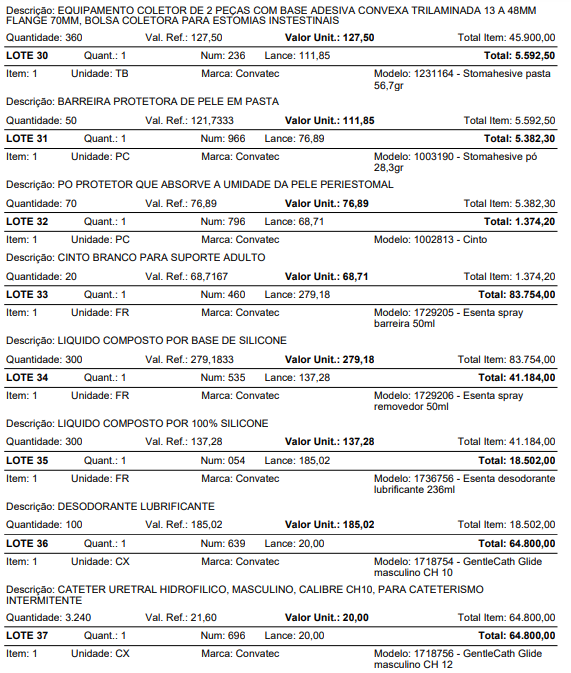 Descrição: EQUIPAMENTO COLETOR DE 2 PEÇAS COM BASE ADESIVA CONVEXA TRILAMINADA 13 A 48MM
FLANGE 70MM, BOLSA COLETORA PARA ESTOMIAS INSTESTINAIS
Quantidade: 360 Val. Ref.: 127,50 Valor Unit.: 127,50 Total Item: 45.900,00
LOTE 30 Quant.: 1 Num: 236 Lance: 111,85 Total: 5.592,50
Item: 1 Unidade: TB Marca: Convatec Modelo: 1231164 - Stomahesive pasta
56,7gr
Descrição: BARREIRA PROTETORA DE PELE EM PASTA
Quantidade: 50 Val. Ref.: 121,7333 Valor Unit.: 111,85 Total Item: 5.592,50
LOTE 31 Quant.: 1 Num: 966 Lance: 76,89 Total: 5.382,30
Item: 1 Unidade: PC Marca: Convatec Modelo: 1003190 - Stomahesive pó
28,3gr
Descrição: PO PROTETOR QUE ABSORVE A UMIDADE DA PELE PERIESTOMAL
Quantidade: 70 Val. Ref.: 76,89 Valor Unit.: 76,89 Total Item: 5.382,30
LOTE 32 Quant.: 1 Num: 796 Lance: 68,71 Total: 1.374,20
Item: 1 Unidade: PC Marca: Convatec Modelo: 1002813 - Cinto
Descrição: CINTO BRANCO PARA SUPORTE ADULTO
Quantidade: 20 Val. Ref.: 68,7167 Valor Unit.: 68,71 Total Item: 1.374,20
LOTE 33 Quant.: 1 Num: 460 Lance: 279,18 Total: 83.754,00
Item: 1 Unidade: FR Marca: Convatec Modelo: 1729205 - Esenta spray
barreira 50ml
Descrição: LIQUIDO COMPOSTO POR BASE DE SILICONE
Quantidade: 300 Val. Ref.: 279,1833 Valor Unit.: 279,18 Total Item: 83.754,00
LOTE 34 Quant.: 1 Num: 535 Lance: 137,28 Total: 41.184,00
Item: 1 Unidade: FR Marca: Convatec Modelo: 1729206 - Esenta spray
removedor 50ml
Descrição: LIQUIDO COMPOSTO POR 100% SILICONE
Quantidade: 300 Val. Ref.: 137,28 Valor Unit.: 137,28 Total Item: 41.184,00
LOTE 35 Quant.: 1 Num: 054 Lance: 185,02 Total: 18.502,00
Item: 1 Unidade: FR Marca: Convatec Modelo: 1736756 - Esenta desodorante
lubrificante 236ml
Descrição: DESODORANTE LUBRIFICANTE
Quantidade: 100 Val. Ref.: 185,02 Valor Unit.: 185,02 Total Item: 18.502,00
LOTE 36 Quant.: 1 Num: 639 Lance: 20,00 Total: 64.800,00
Item: 1 Unidade: CX Marca: Convatec Modelo: 1718754 - GentleCath Glide
masculino CH 10
Descrição: CATETER URETRAL HIDROFILICO, MASCULINO, CALIBRE CH10, PARA CATETERISMO
INTERMITENTE
Quantidade: 3.240 Val. Ref.: 21,60 Valor Unit.: 20,00 Total Item: 64.800,00
LOTE 37 Quant.: 1 Num: 696 Lance: 20,00 Total: 64.800,00
Item: 1 Unidade: CX Marca: Convatec Modelo: 1718756 - GentleCath Glide
masculino CH 12